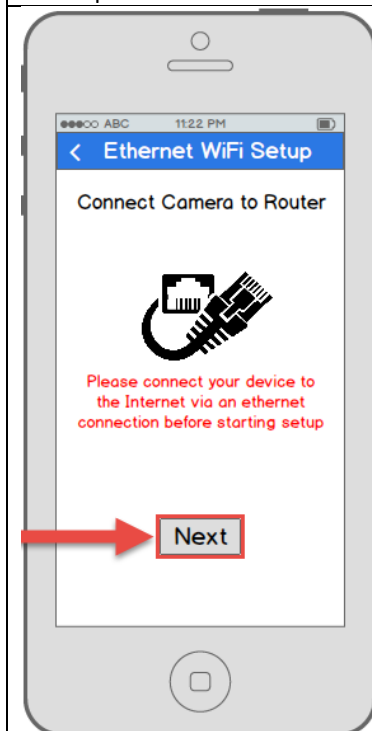 ABC 11:22 PM
< Ethernet WiFi Setup
Connect Camera to Router
Please connect your device to
the Internet via an ethernet
connection before starting setup
Next